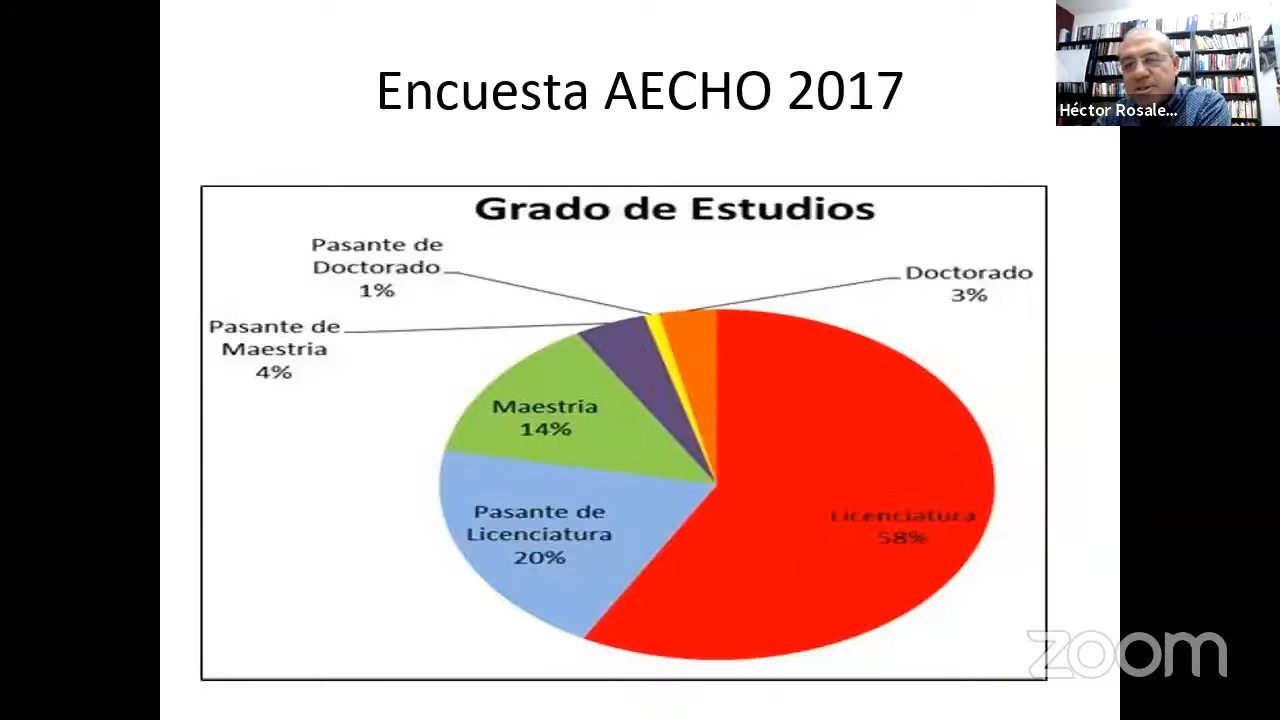 Encuesta AECHO 2017
Héctor Rosale...
Grado de Estudios
Pasante de
Doctorado
1%
Doctorado
3%
Pasante de
Maestria
4%
Maestria
14%
Pasante de
Licenciatura
20%
Licenciatura
58%
zoom